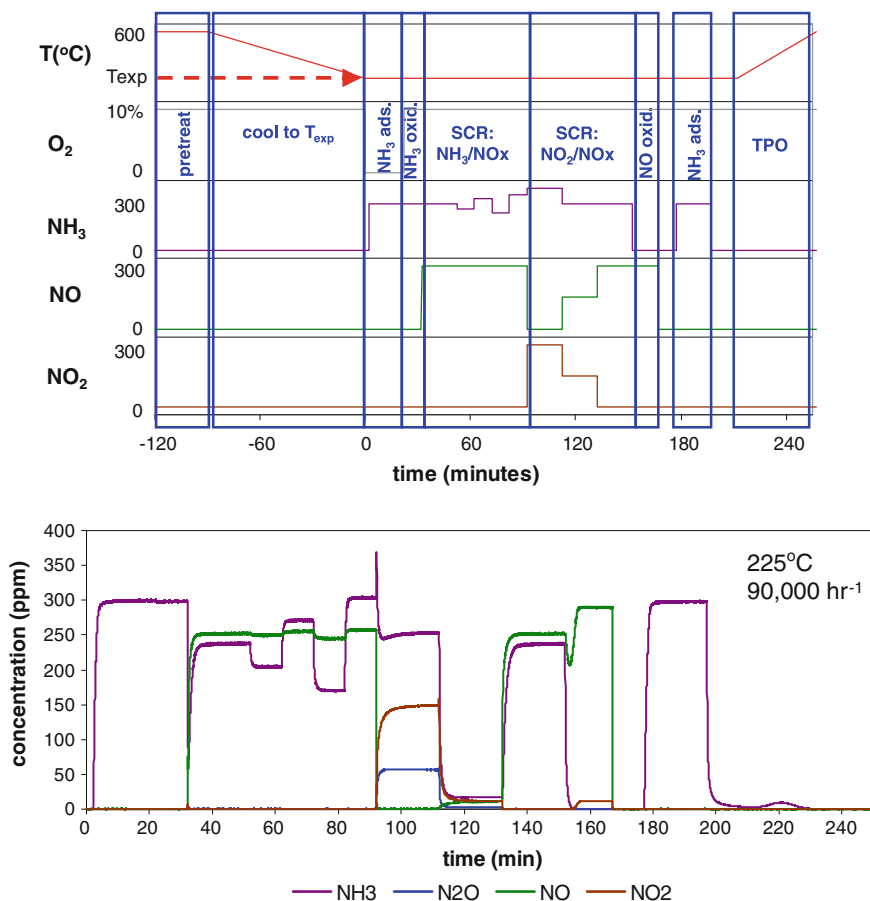 600
T(°C)
Texp
10%
O₂
0
pretreat
cool to Texp
NH₃ ads.
NH₃ oxid.
SCR:
NH₃/NOx
SCR:
NO₂/NOx
NO oxid.
NH₃ ads.
TPO
300
NH₃
0
300
NO
0
300
NO₂
0
-120 -60 0 60 120 180 240
time (minutes)
400
350
300
250
200
150
100
50
0
concentration (ppm)
225°C
90,000 hr⁻¹
0 20 40 60 80 100 120 140 160 180 200 220 240
time (min)
NH3 N2O NO NO2